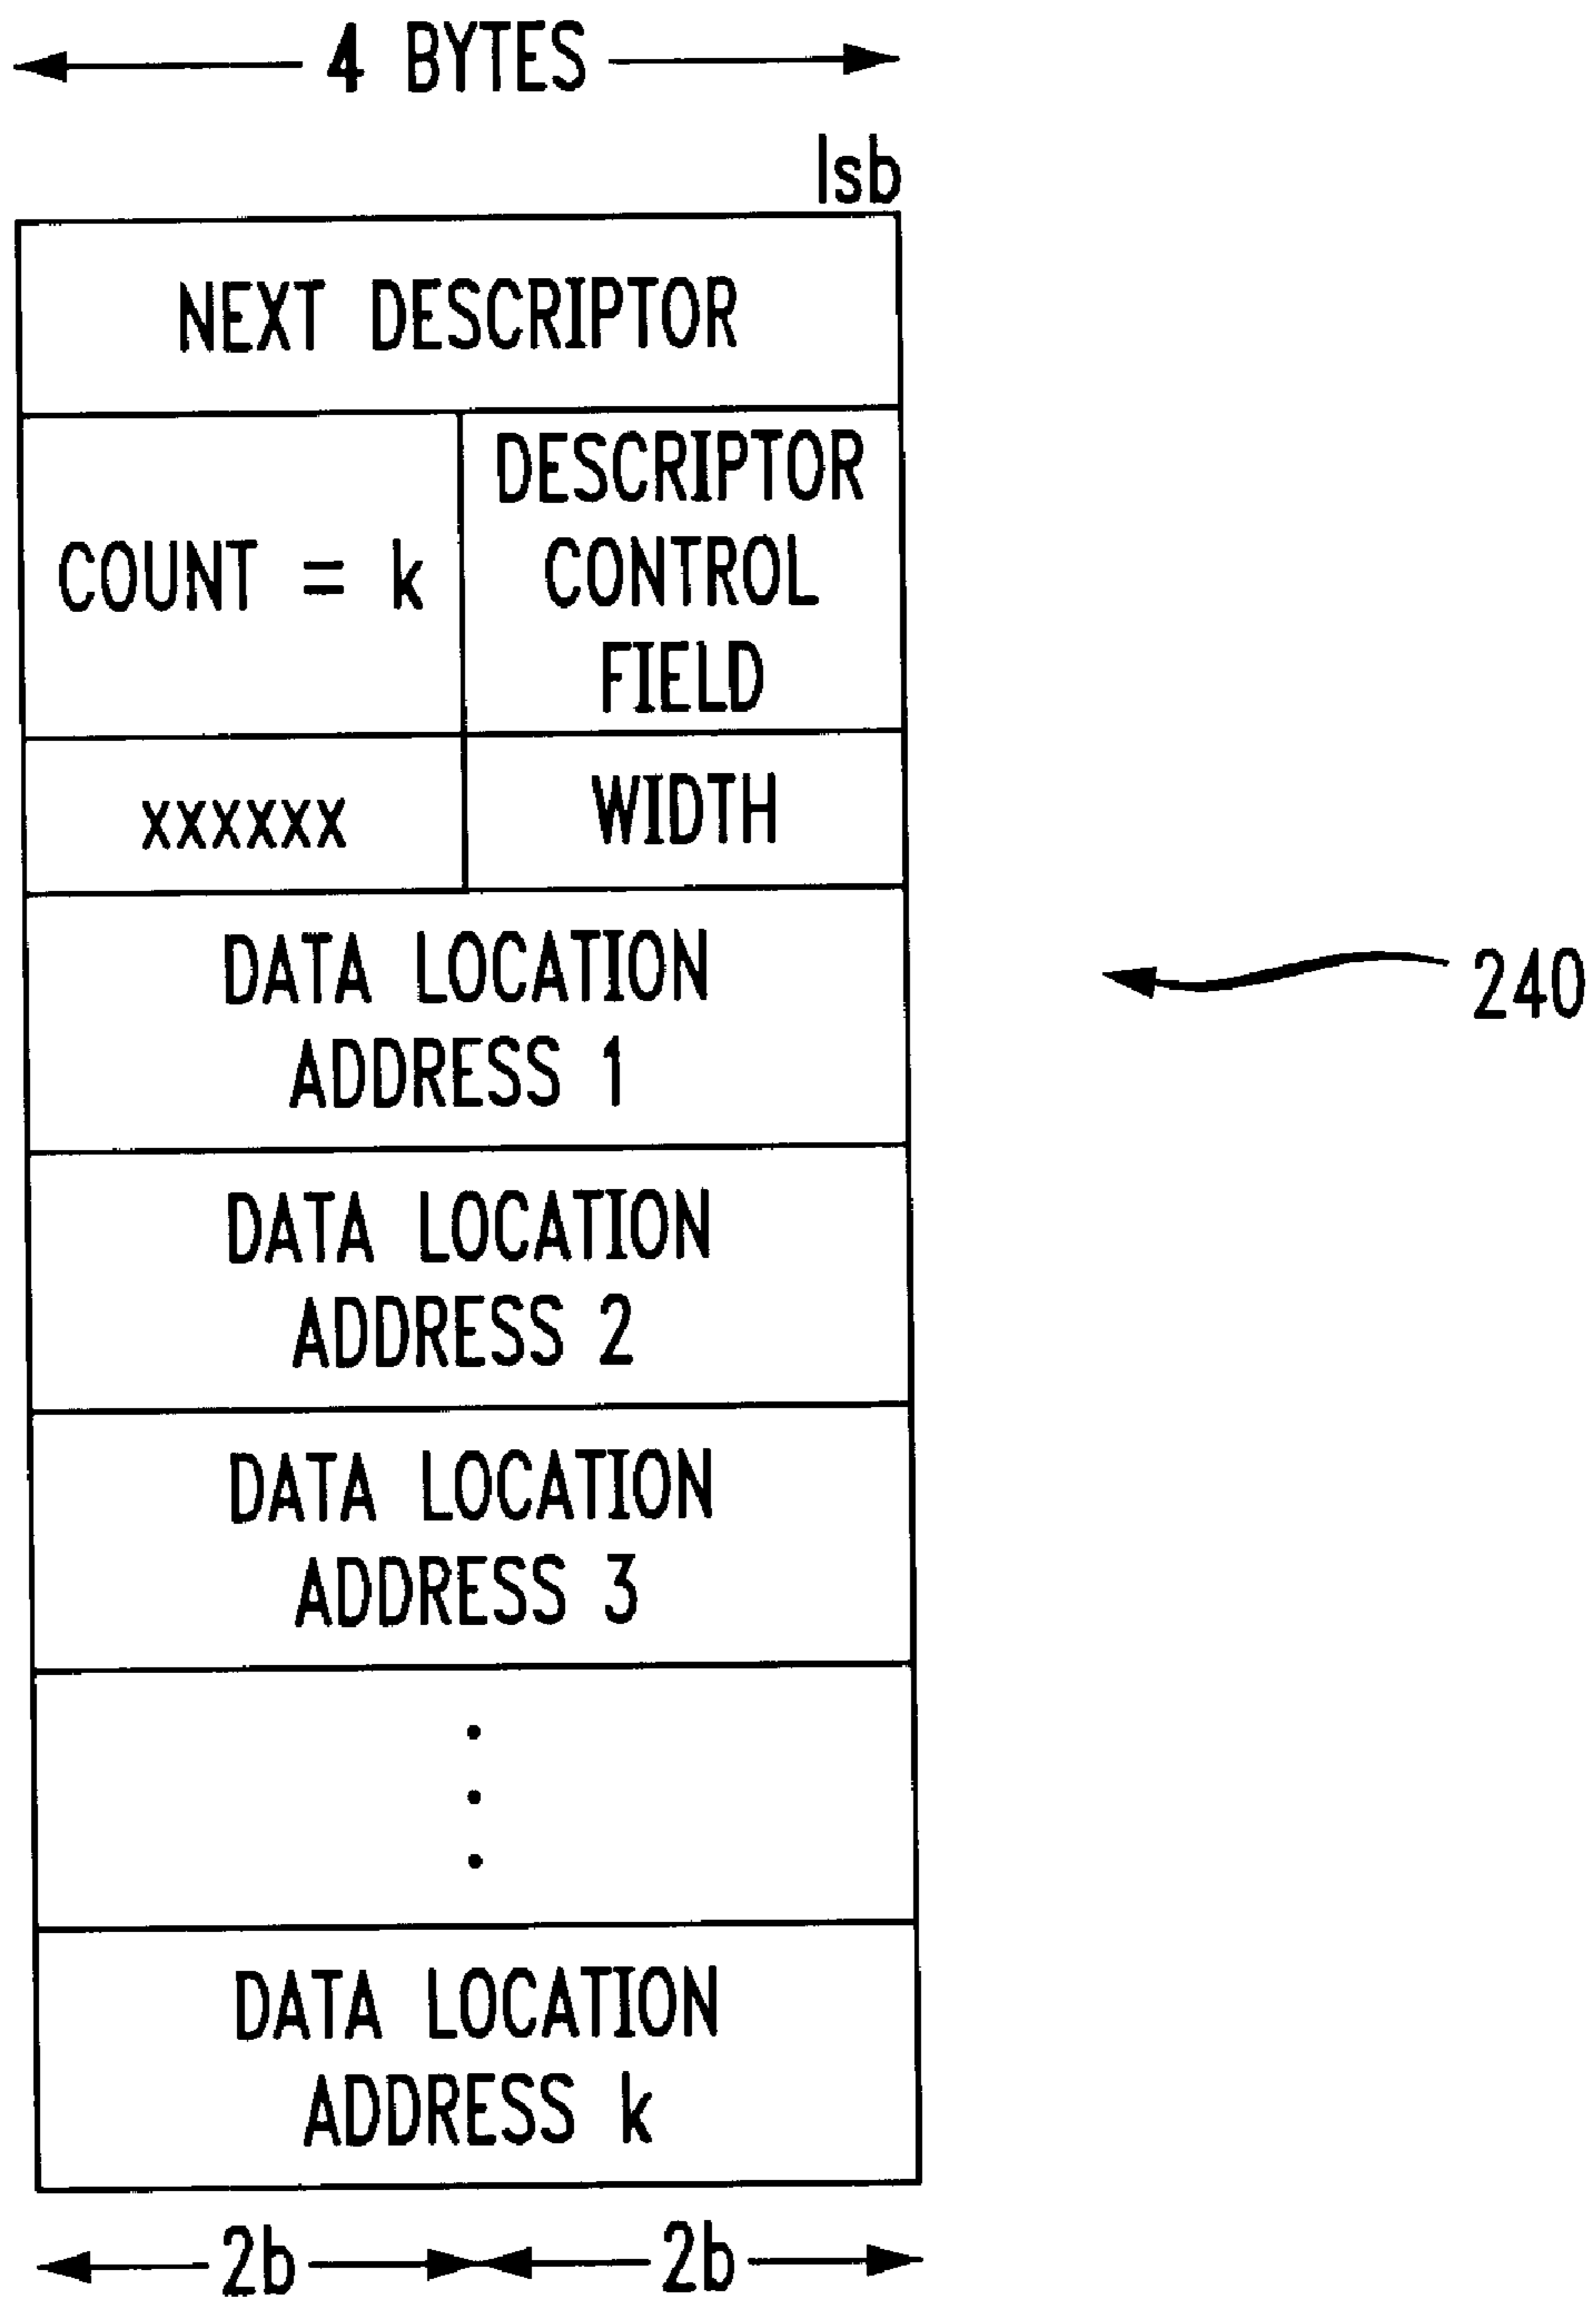 4 BYTES
lsb
NEXT DESCRIPTOR
COUNT = k
DESCRIPTOR
CONTROL
FIELD
xxxxxx
WIDTH
DATA LOCATION
ADDRESS 1
240
DATA LOCATION
ADDRESS 2
DATA LOCATION
ADDRESS 3
DATA LOCATION
ADDRESS k
2b
2b